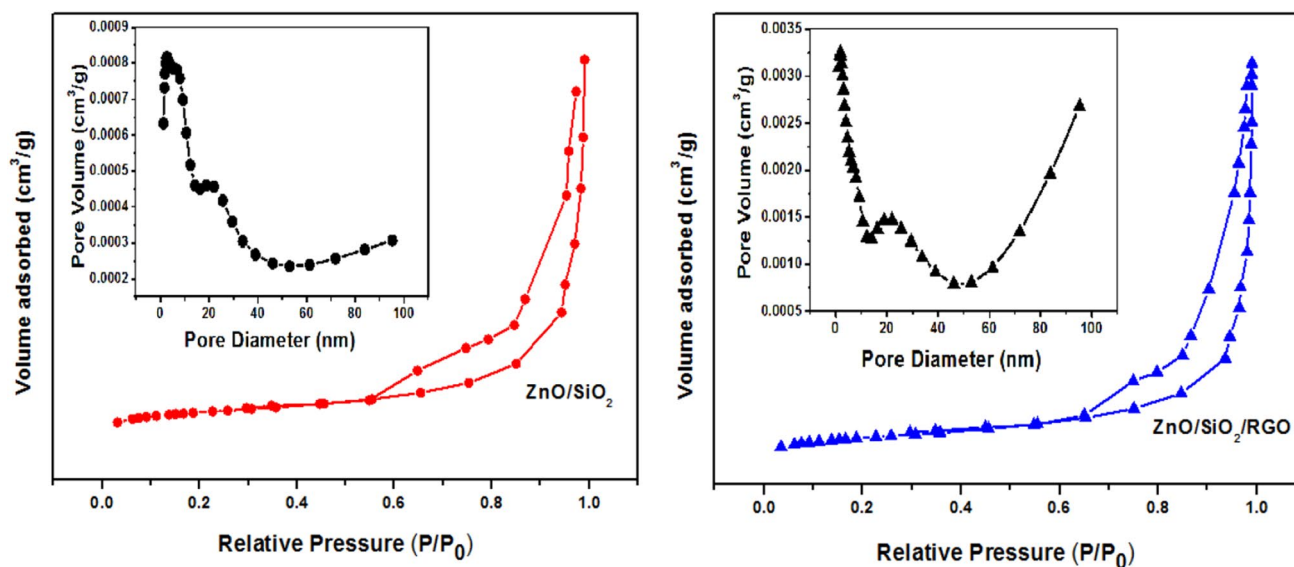 Volume adsorbed (cm³/g)
Pore Volume (cm³/g)
0.0009
0.0008
0.0007
0.0006
0.0005
0.0004
0.0003
0.0002
0 20 40 60 80 100
Pore Diameter (nm)
ZnO/SiO₂
0.0 0.2 0.4 0.6 0.8 1.0
Relative Pressure (P/P₀)
Volume adsorbed (cm³/g)
Pore Volume (cm³/g)
0.0035
0.0030
0.0025
0.0020
0.0015
0.0010
0.0005
0 20 40 60 80 100
Pore Diameter (nm)
ZnO/SiO₂/RGO
0.0 0.2 0.4 0.6 0.8 1.0
Relative Pressure (P/P₀)